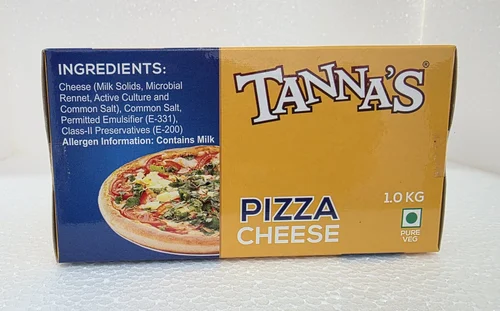 INGREDIENTS:
Cheese (Milk Solids, Microbial
Rennet, Active Culture and
Common Salt), Common Salt,
Permitted Emulsifier (E-331),
Class-II Preservatives (E-200)
Allergen Information: Contains Milk
TANNA'S®
PIZZA
CHEESE
1.0 KG
PURE
VEG